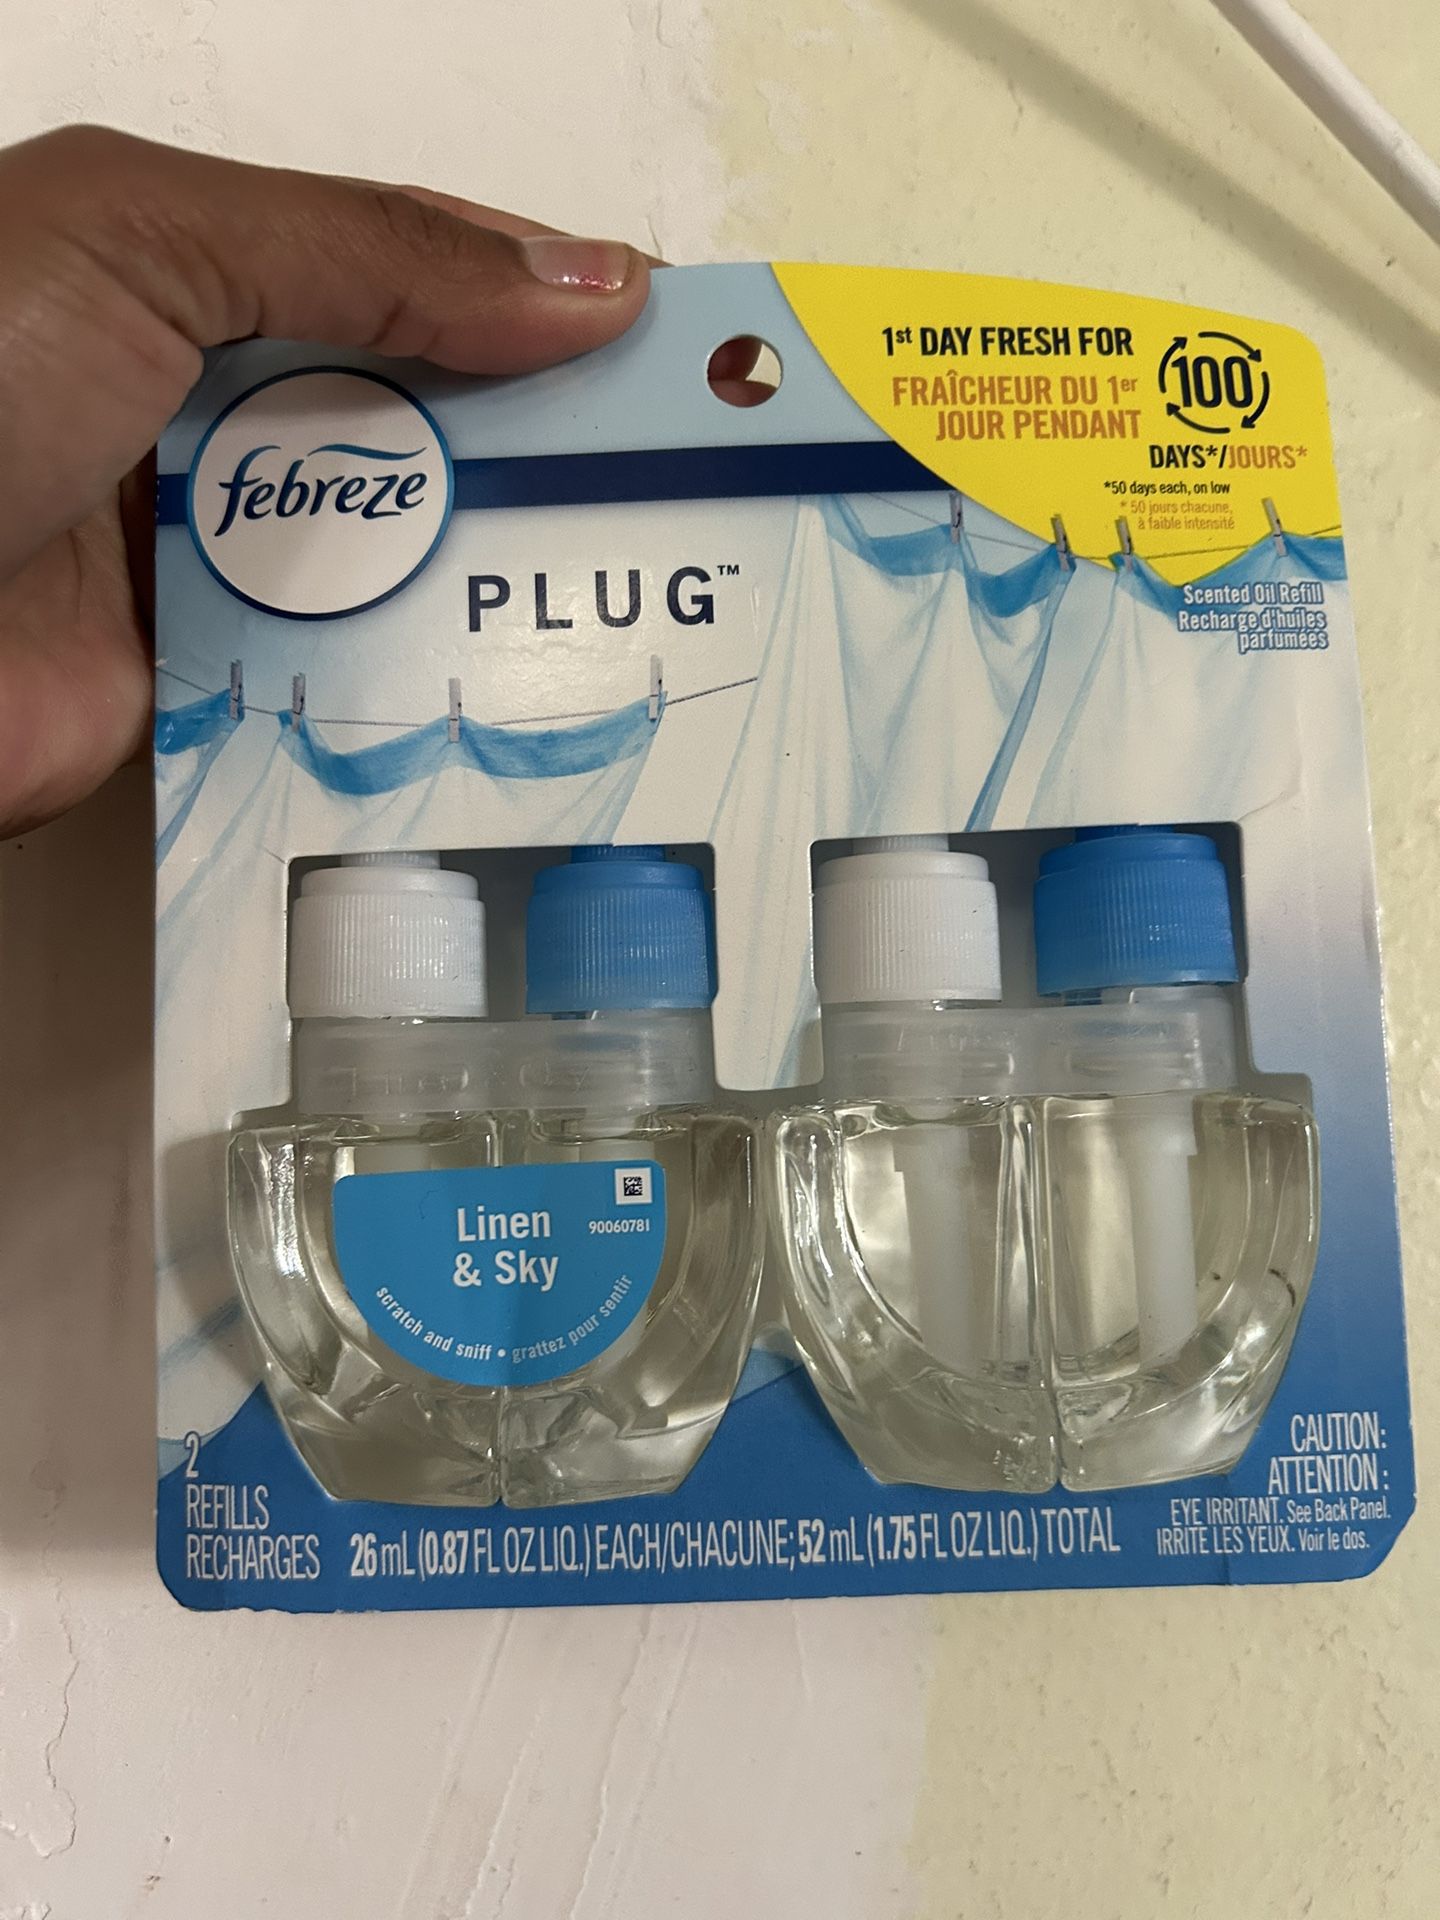 febreze
PLUG™
1st DAY FRESH FOR
FRAÎCHEUR DU 1er
JOUR PENDANT
100
DAYS*/JOURS*
*50 days each, on low
* 50 jours chacune,
à faible intensité
Scented Oil Refill
Recharge d'huiles
parfumées
Linen
& Sky
90060781
scratch and sniff • grattez pour sentir
2
REFILLS
RECHARGES
26 mL (0.87 FL OZ LIQ.) EACH/CHACUNE; 52 mL (1.75 FL OZ LIQ.) TOTAL
CAUTION:
ATTENTION :
EYE IRRITANT. See Back Panel.
IRRITE LES YEUX. Voir le dos.